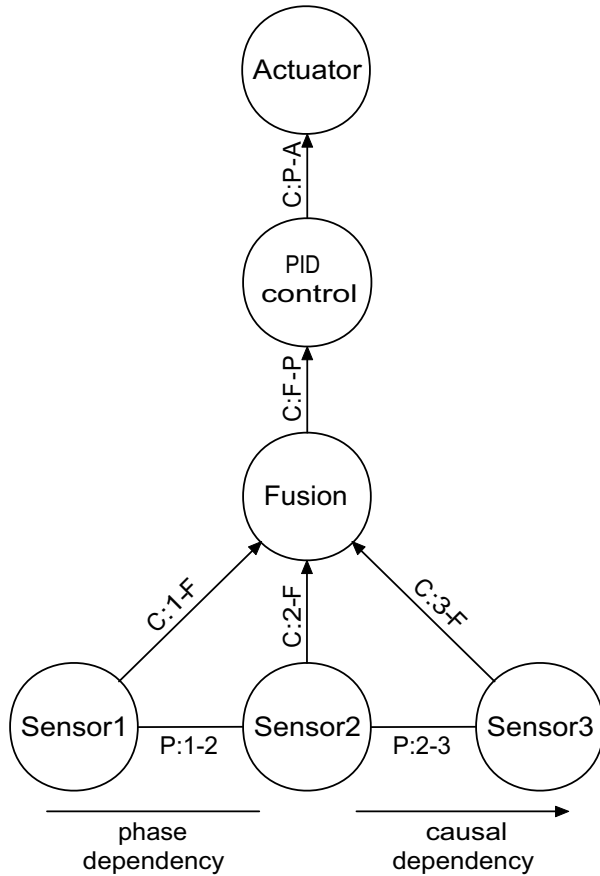 Actuator
C:P-A
PID
control
C:F-P
Fusion
C:1-F
C:2-F
C:3-F
Sensor1
P:1-2
Sensor2
P:2-3
Sensor3
phase
dependency
causal
dependency